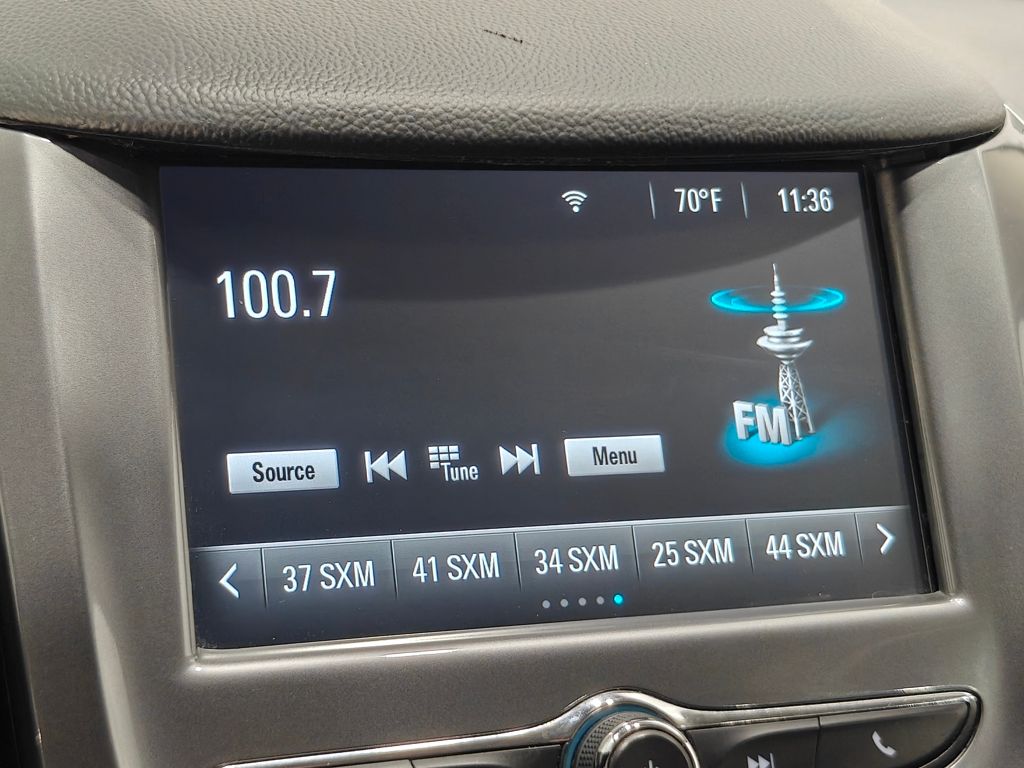 70°F 11:36
100.7
FM
Source Tune Menu
37 SXM 41 SXM 34 SXM 25 SXM 44 SXM